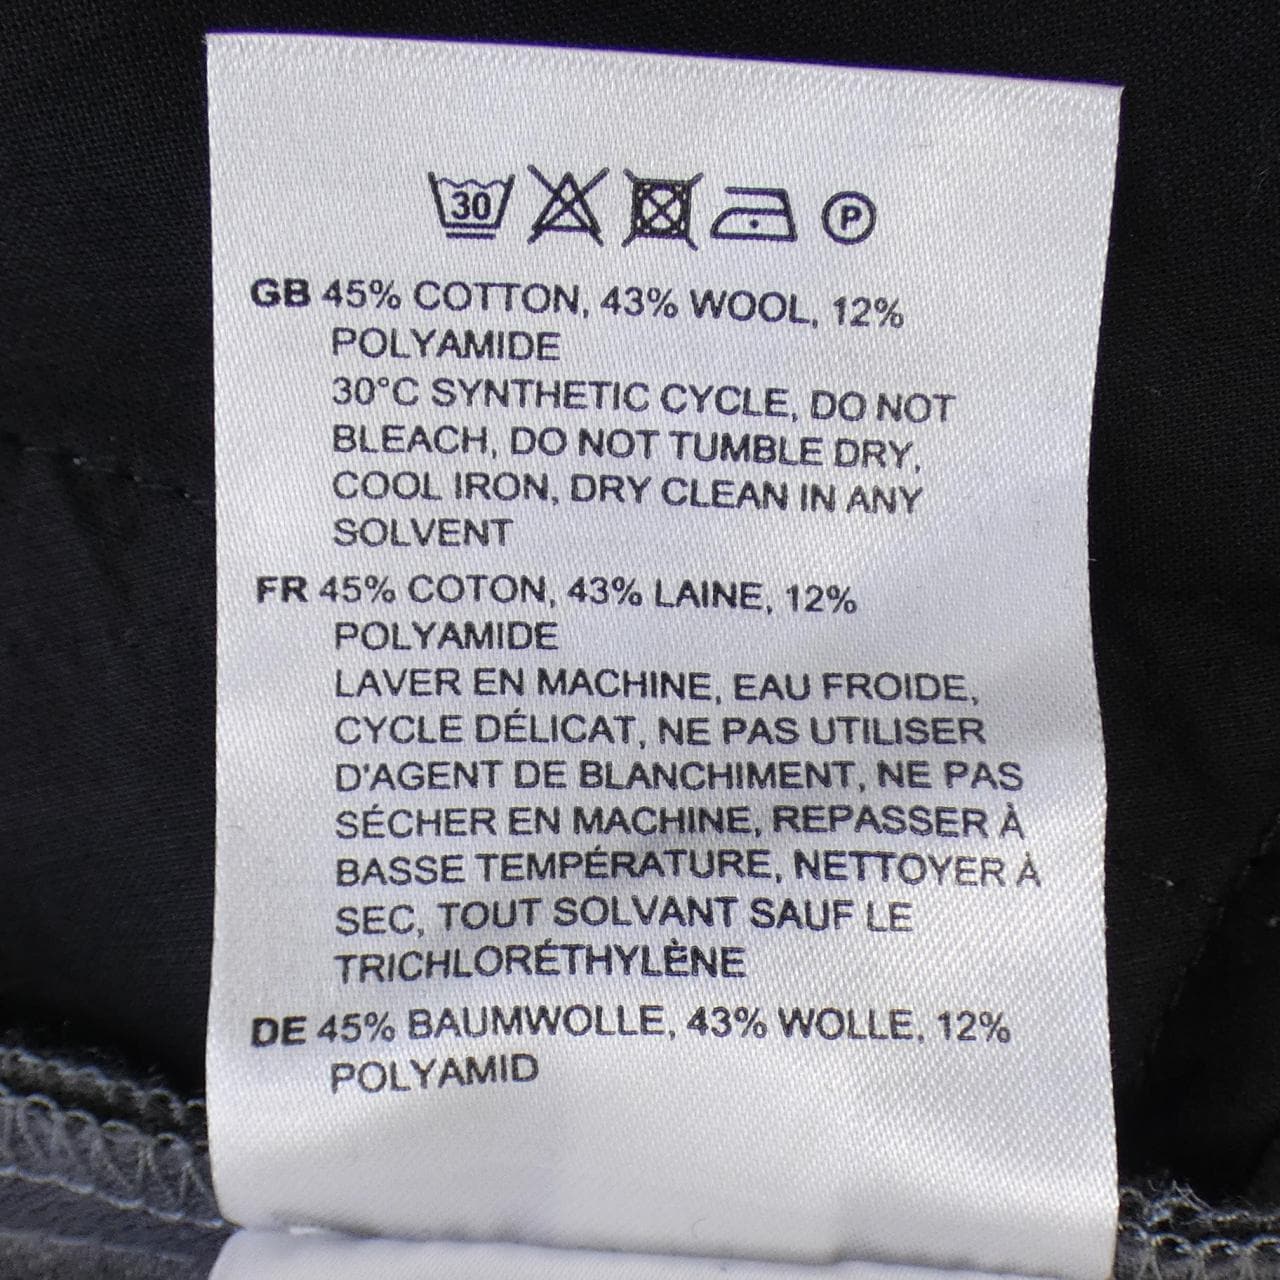 30
P
GB 45% COTTON, 43% WOOL, 12%
POLYAMIDE
30°C SYNTHETIC CYCLE, DO NOT
BLEACH, DO NOT TUMBLE DRY,
COOL IRON, DRY CLEAN IN ANY
SOLVENT
FR 45% COTON, 43% LAINE, 12%
POLYAMIDE
LAVER EN MACHINE, EAU FROIDE,
CYCLE DÉLICAT, NE PAS UTILISER
D'AGENT DE BLANCHIMENT, NE PAS
SÉCHER EN MACHINE, REPASSER À
BASSE TEMPÉRATURE, NETTOYER À
SEC, TOUT SOLVANT SAUF LE
TRICHLORÉTHYLÈNE
DE 45% BAUMWOLLE, 43% WOLLE, 12%
POLYAMID